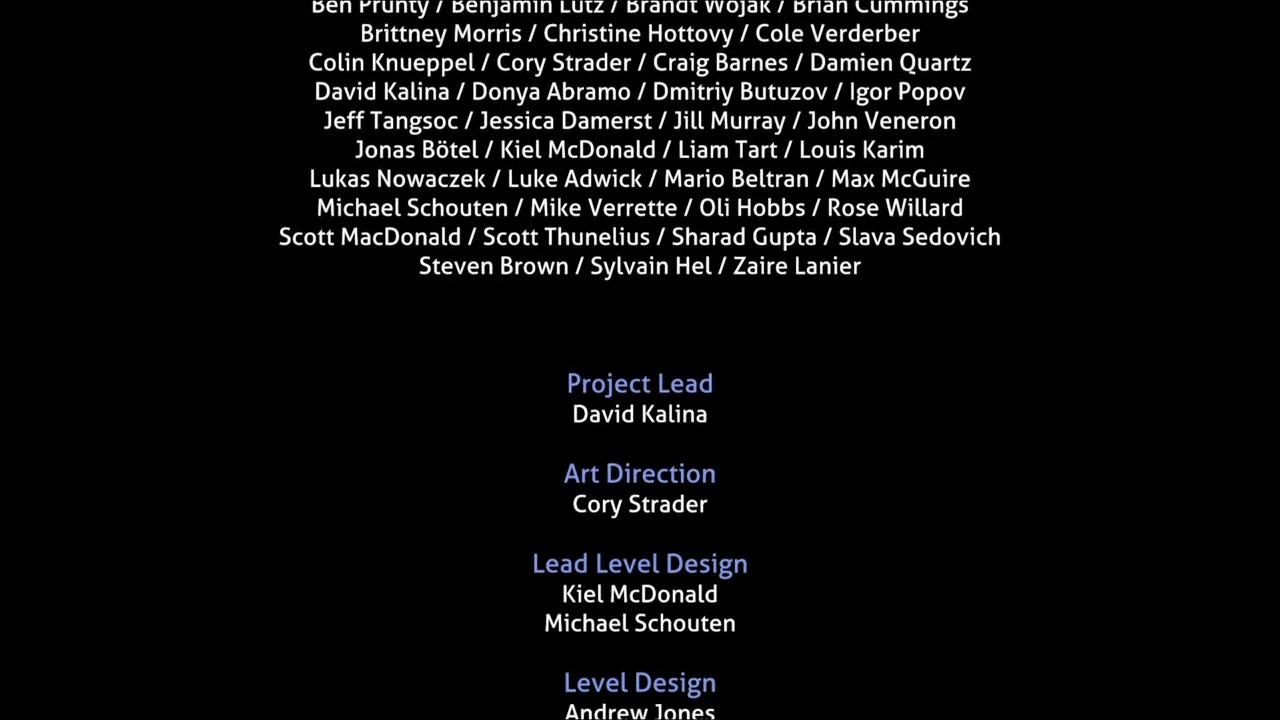 Ben Prunty / Benjamin Lutz / Brandt Wojak / Brian Cummings
Brittney Morris / Christine Hottovy / Cole Verderber
Colin Knueppel / Cory Strader / Craig Barnes / Damien Quartz
David Kalina / Donya Abramo / Dmitriy Butuzov / Igor Popov
Jeff Tangsoc / Jessica Damerst / Jill Murray / John Veneron
Jonas Bötel / Kiel McDonald / Liam Tart / Louis Karim
Lukas Nowaczek / Luke Adwick / Mario Beltran / Max McGuire
Michael Schouten / Mike Verrette / Oli Hobbs / Rose Willard
Scott MacDonald / Scott Thunelius / Sharad Gupta / Slava Sedovich
Steven Brown / Sylvain Hel / Zaire Lanier
Project Lead
David Kalina
Art Direction
Cory Strader
Lead Level Design
Kiel McDonald
Michael Schouten
Level Design
Andrew Jones